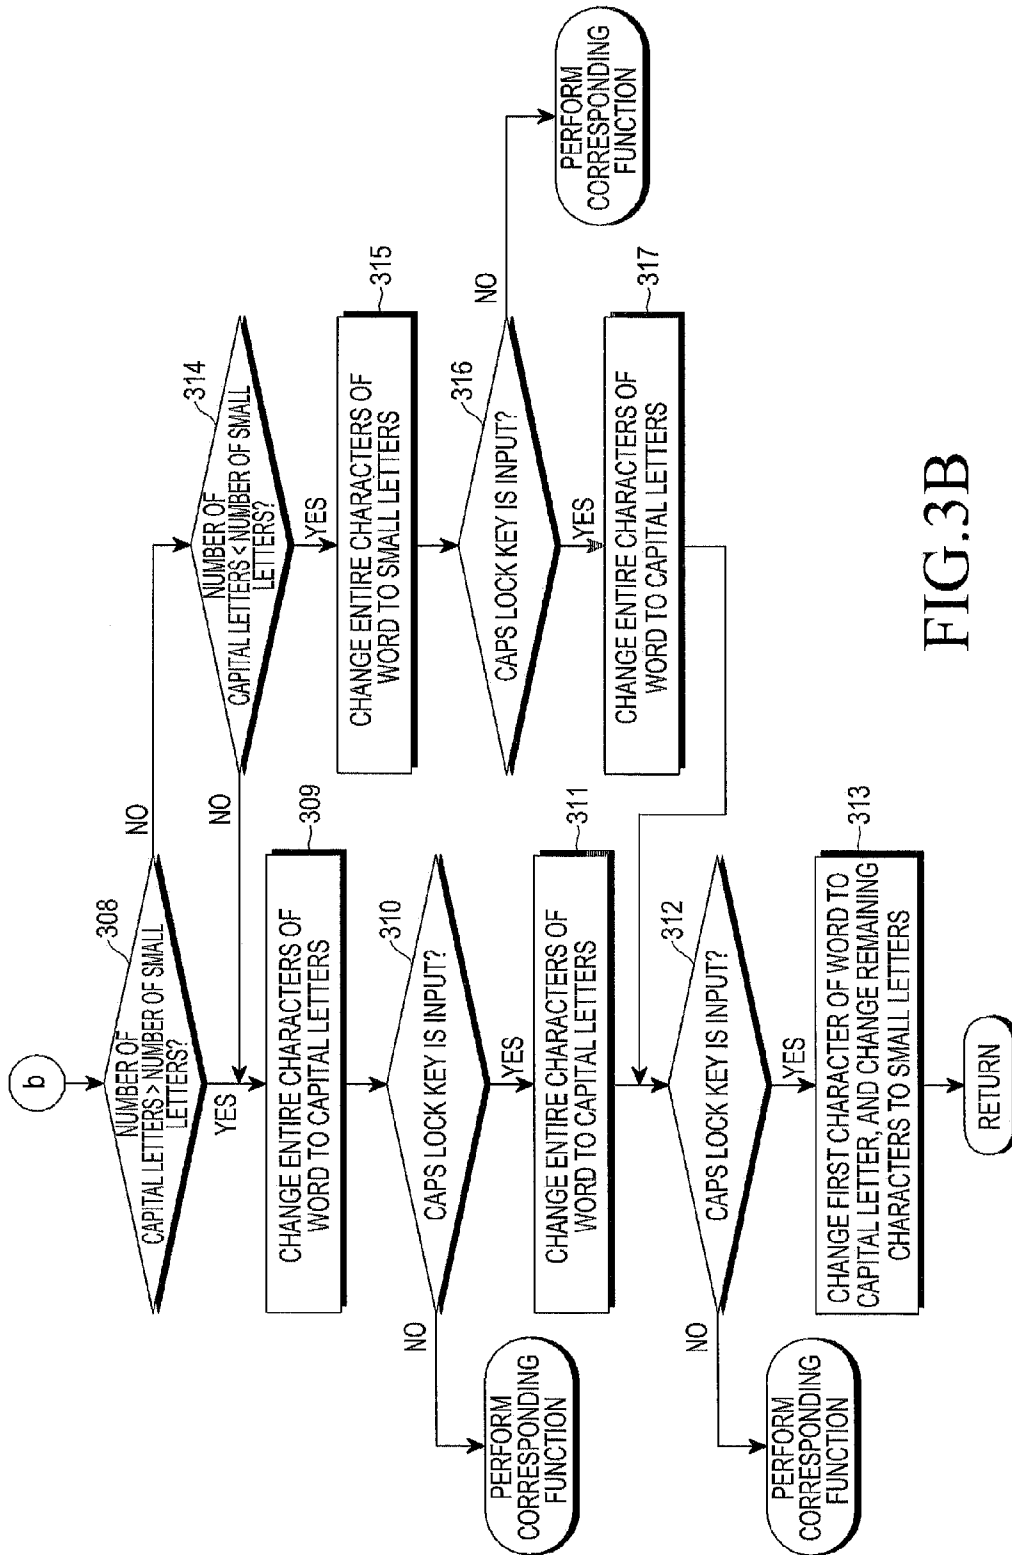 b
NUMBER OF
CAPITAL LETTERS > NUMBER OF SMALL
LETTERS?
308
NO
YES
NUMBER OF
CAPITAL LETTERS < NUMBER OF SMALL
LETTERS?
314
NO
YES
CHANGE ENTIRE CHARACTERS OF
WORD TO CAPITAL LETTERS
309
CHANGE ENTIRE CHARACTERS OF
WORD TO SMALL LETTERS
315
CAPS LOCK KEY IS INPUT?
310
NO
YES
PERFORM
CORRESPONDING
FUNCTION
CAPS LOCK KEY IS INPUT?
316
NO
YES
PERFORM
CORRESPONDING
FUNCTION
CHANGE ENTIRE CHARACTERS OF
WORD TO CAPITAL LETTERS
311
CHANGE ENTIRE CHARACTERS OF
WORD TO CAPITAL LETTERS
317
CAPS LOCK KEY IS INPUT?
312
NO
YES
PERFORM
CORRESPONDING
FUNCTION
CHANGE FIRST CHARACTER OF WORD TO
CAPITAL LETTER, AND CHANGE REMAINING
CHARACTERS TO SMALL LETTERS
313
RETURN
FIG.3B